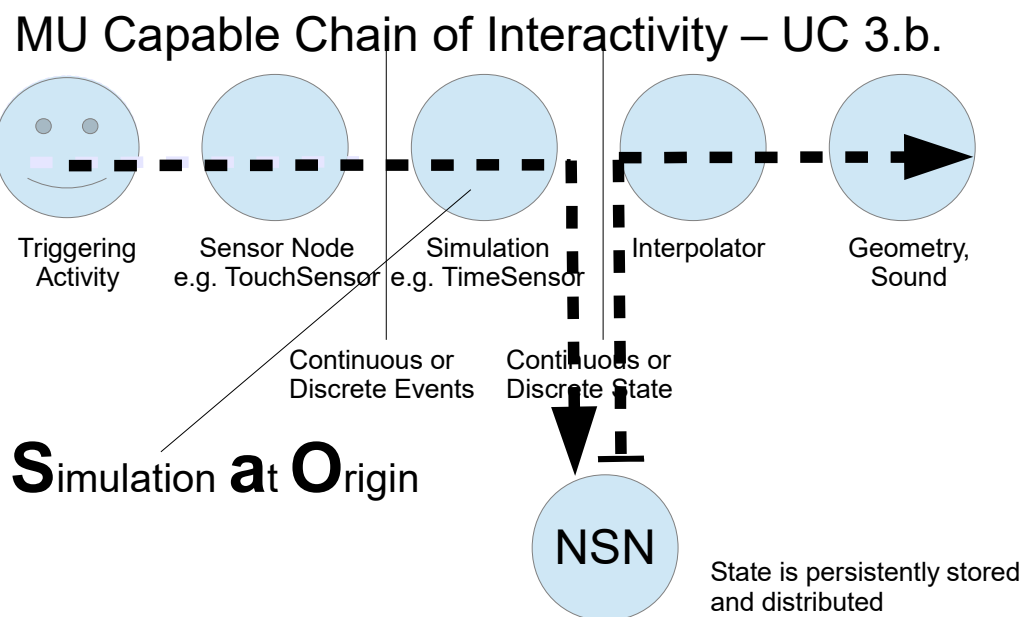 MU Capable Chain of Interactivity – UC 3.b.
Triggering
Activity
Sensor Node
e.g. TouchSensor
Simulation
e.g. TimeSensor
Interpolator
Geometry,
Sound
Continuous or
Discrete Events
Continuous or
Discrete State
Simulation at Origin
NSN
State is persistently stored
and distributed